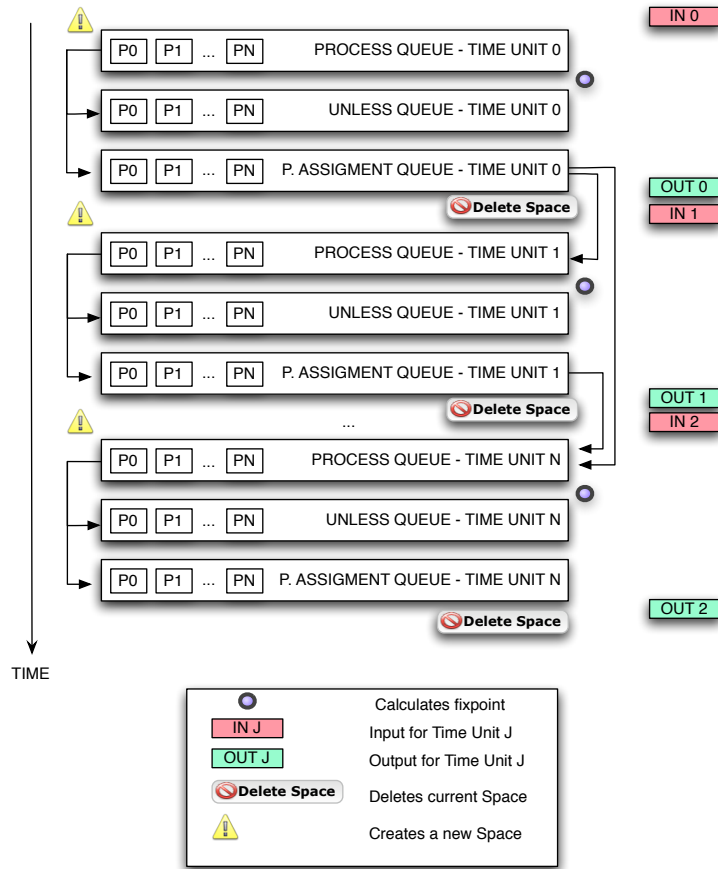 IN 0
P0 P1 ... PN PROCESS QUEUE - TIME UNIT 0
P0 P1 ... PN UNLESS QUEUE - TIME UNIT 0
P0 P1 ... PN P. ASSIGMENT QUEUE - TIME UNIT 0
OUT 0
Delete Space
IN 1
P0 P1 ... PN PROCESS QUEUE - TIME UNIT 1
P0 P1 ... PN UNLESS QUEUE - TIME UNIT 1
P0 P1 ... PN P. ASSIGMENT QUEUE - TIME UNIT 1
OUT 1
Delete Space
...
IN 2
P0 P1 ... PN PROCESS QUEUE - TIME UNIT N
P0 P1 ... PN UNLESS QUEUE - TIME UNIT N
P0 P1 ... PN P. ASSIGMENT QUEUE - TIME UNIT N
OUT 2
Delete Space
TIME
Calculates fixpoint
IN J Input for Time Unit J
OUT J Output for Time Unit J
Delete Space Deletes current Space
Creates a new Space